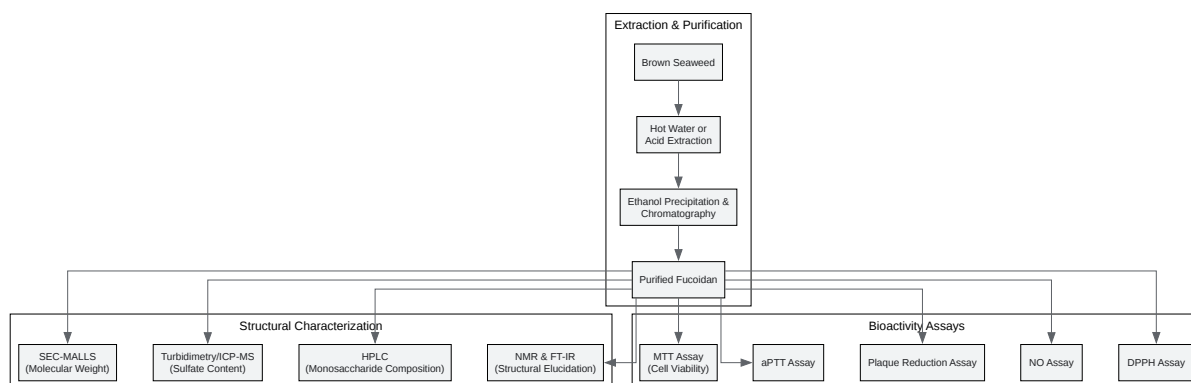 Extraction & Purification
Brown Seaweed
Hot Water or
Acid Extraction
Ethanol Precipitation &
Chromatography
Purified Fucoidan
Structural Characterization
SEC-MALLS
(Molecular Weight)
Turbidimetry/ICP-MS
(Sulfate Content)
HPLC
(Monosaccharide Composition)
NMR & FT-IR
(Structural Elucidation)
Bioactivity Assays
MTT Assay
(Cell Viability)
aPTT Assay
Plaque Reduction Assay
NO Assay
DPPH Assay